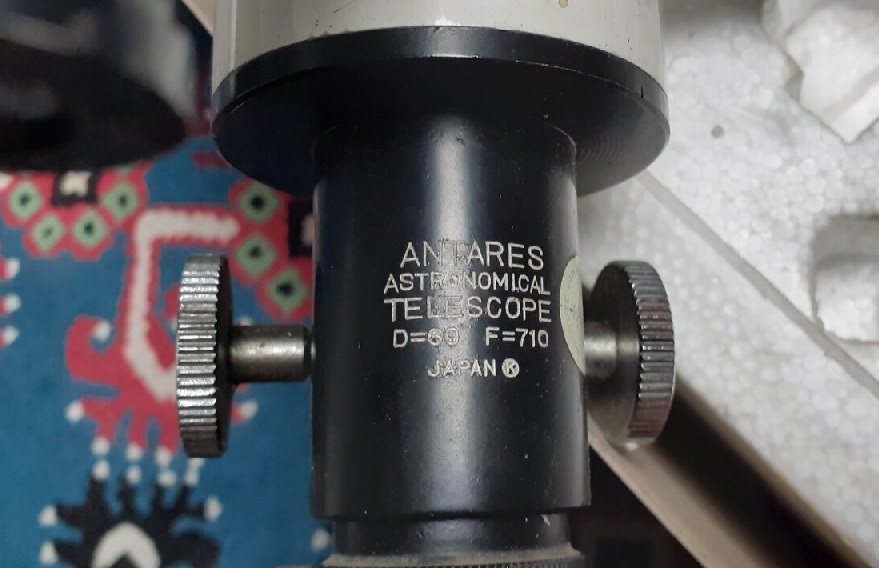 ANTARES
ASTRONOMICAL
TELESCOPE
D=60 F=710
JAPAN Ⓚ